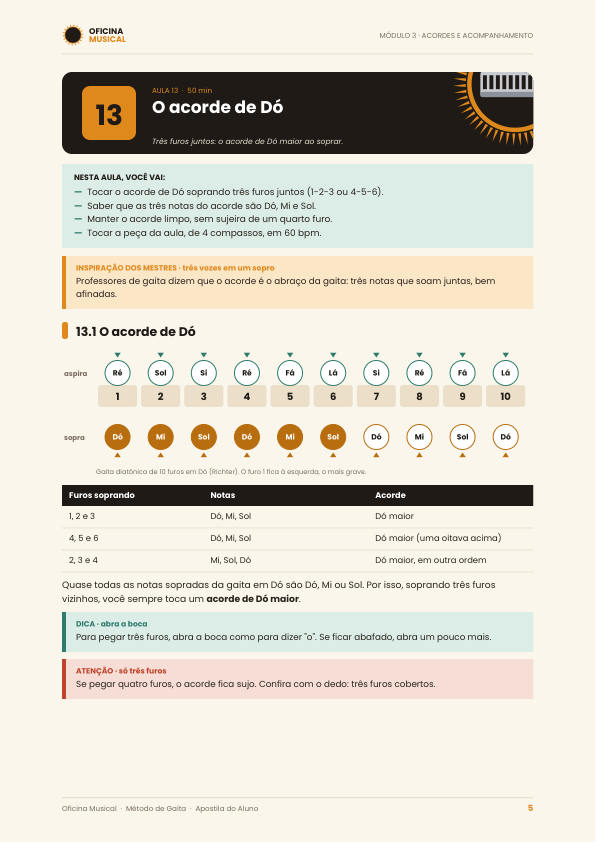 OFICINA
MUSICAL
MÓDULO 3 · ACORDES E ACOMPANHAMENTO
13
AULA 13 · 50 min
O acorde de Dó
Três furos juntos: o acorde de Dó maior ao soprar.
NESTA AULA, VOCÊ VAI:
— Tocar o acorde de Dó soprando três furos juntos (1-2-3 ou 4-5-6).
— Saber que as três notas do acorde são Dó, Mi e Sol.
— Manter o acorde limpo, sem sujeira de um quarto furo.
— Tocar a peça da aula, de 4 compassos, em 60 bpm.
INSPIRAÇÃO DOS MESTRES · três vozes em um sopro
Professores de gaita dizem que o acorde é o abraço da gaita: três notas que soam juntas, bem
afinadas.
13.1 O acorde de Dó
aspira Ré Sol Si Ré Fá Lá Si Ré Fá Lá
1 2 3 4 5 6 7 8 9 10
sopra Dó Mi Sol Dó Mi Sol Dó Mi Sol Dó
Gaita diatônica de 10 furos em Dó (Richter). O furo 1 fica à esquerda, o mais grave.
Furos soprando Notas Acorde
1, 2 e 3 Dó, Mi, Sol Dó maior
4, 5 e 6 Dó, Mi, Sol Dó maior (uma oitava acima)
2, 3 e 4 Mi, Sol, Dó Dó maior, em outra ordem
Quase todas as notas sopradas da gaita em Dó são Dó, Mi ou Sol. Por isso, soprando três furos
vizinhos, você sempre toca um acorde de Dó maior.
DICA · abra a boca
Para pegar três furos, abra a boca como para dizer "o". Se ficar abafado, abra um pouco mais.
ATENÇÃO · só três furos
Se pegar quatro furos, o acorde fica sujo. Confira com o dedo: três furos cobertos.
Oficina Musical · Método de Gaita · Apostila do Aluno
5